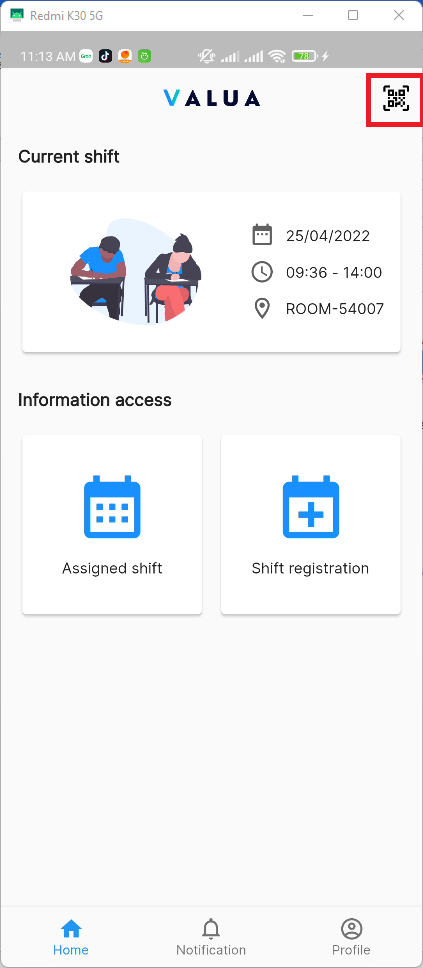 Redmi K30 5G
11:13 AM
78
VALUA
Current shift
25/04/2022
09:36 - 14:00
ROOM-54007
Information access
Assigned shift
Shift registration
Home
Notification
Profile